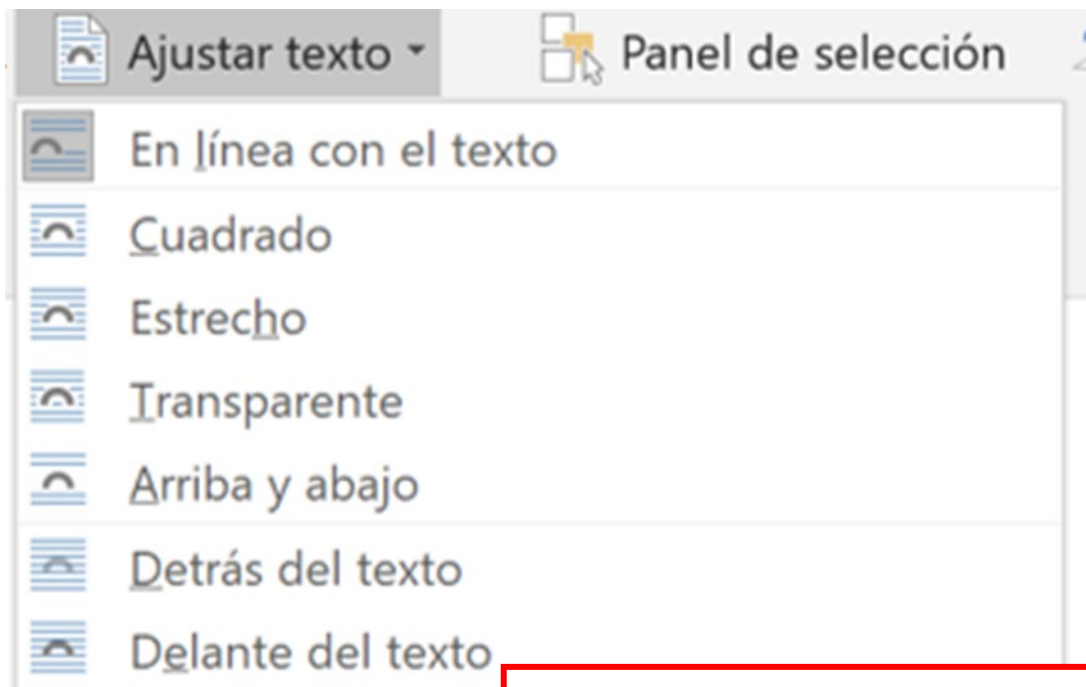 Ajustar texto Panel de selección
En línea con el texto
Cuadrado
Estrecho
Transparente
Arriba y abajo
Detrás del texto
Delante del texto